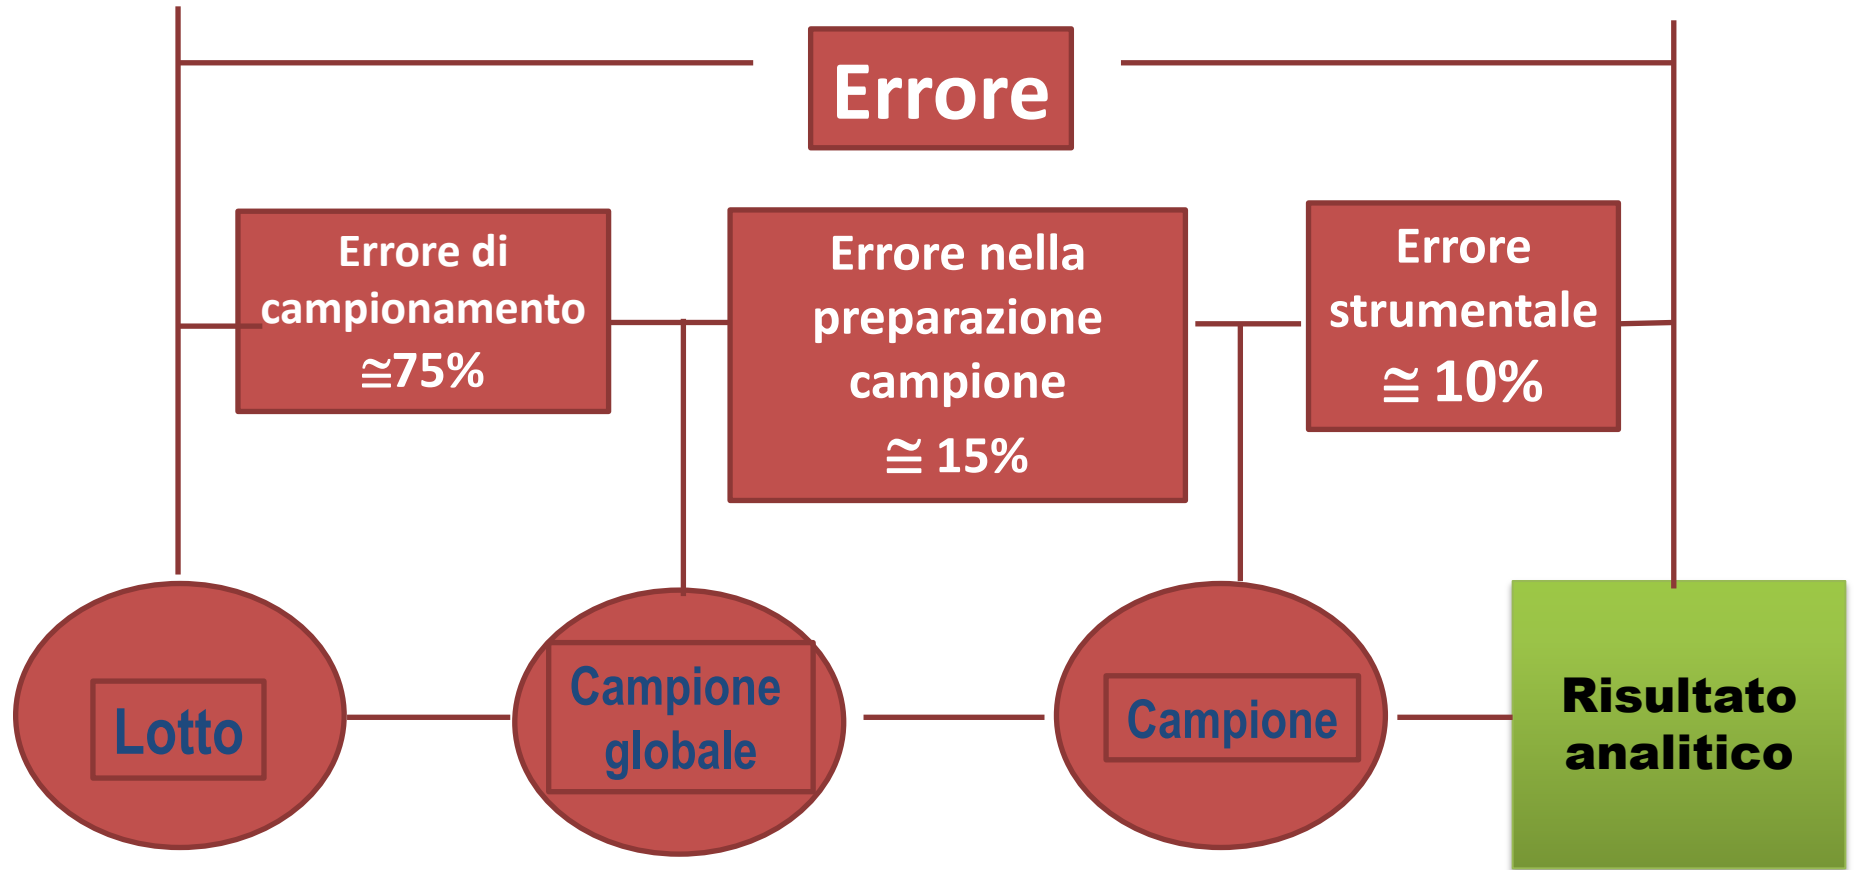 Errore
Errore di
campionamento
≅75%
Errore nella
preparazione
campione
≅ 15%
Errore
strumentale
≅ 10%
Lotto
Campione
globale
Campione
Risultato
analitico